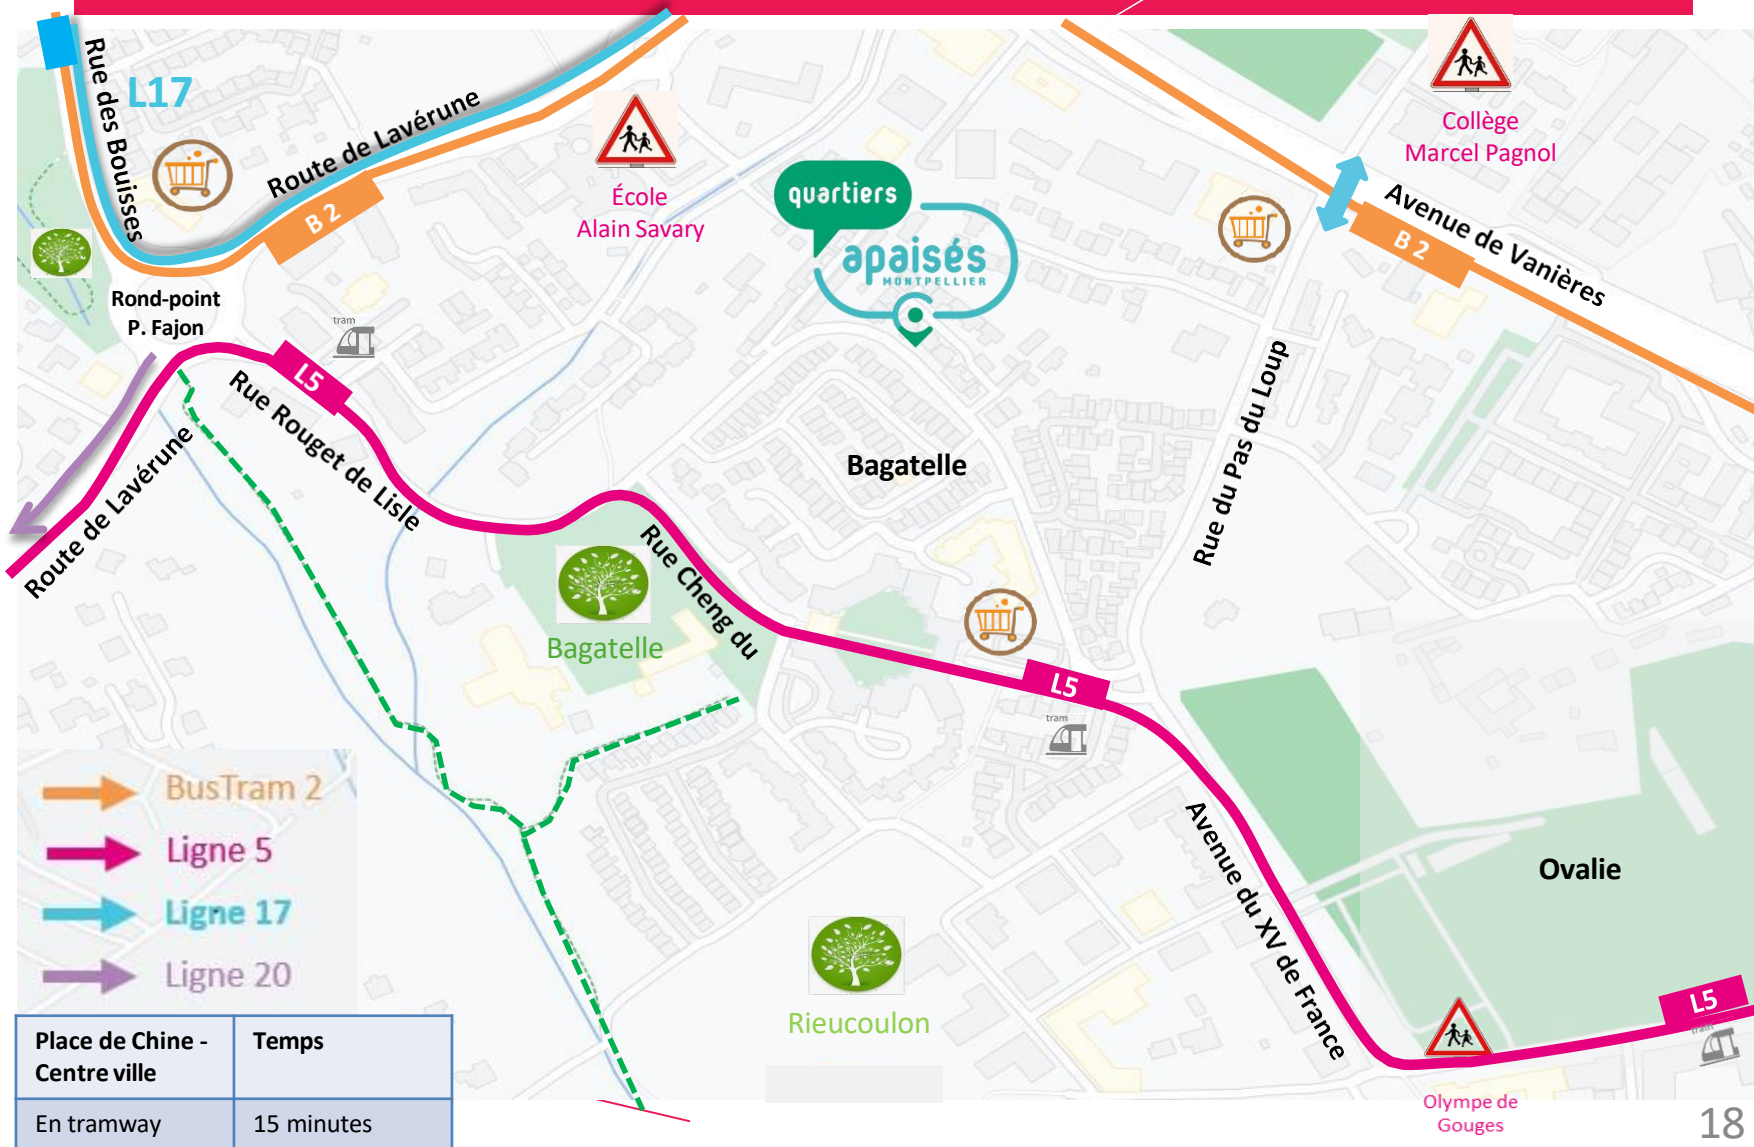 Rue des Bouisses
L17
Route de Lavérune
B 2
École
Alain Savary
quartiers
apaisés
MONTPELLIER
Collège
Marcel Pagnol
Avenue de Vanières
B 2
Rond-point
P. Fajon
tram
L5
Rue Rouget de Lisle
Route de Lavérune
Bagatelle
Rue du Pas du Loup
Rue Cheng du
Bagatelle
L5
tram
BusTram 2
Ligne 5
Ligne 17
Ligne 20
Avenue du XV de France
Ovalie
Rieucoulon
L5
tram
Olympe de
Gouges
Place de Chine -
Centre ville
Temps
En tramway
15 minutes
18